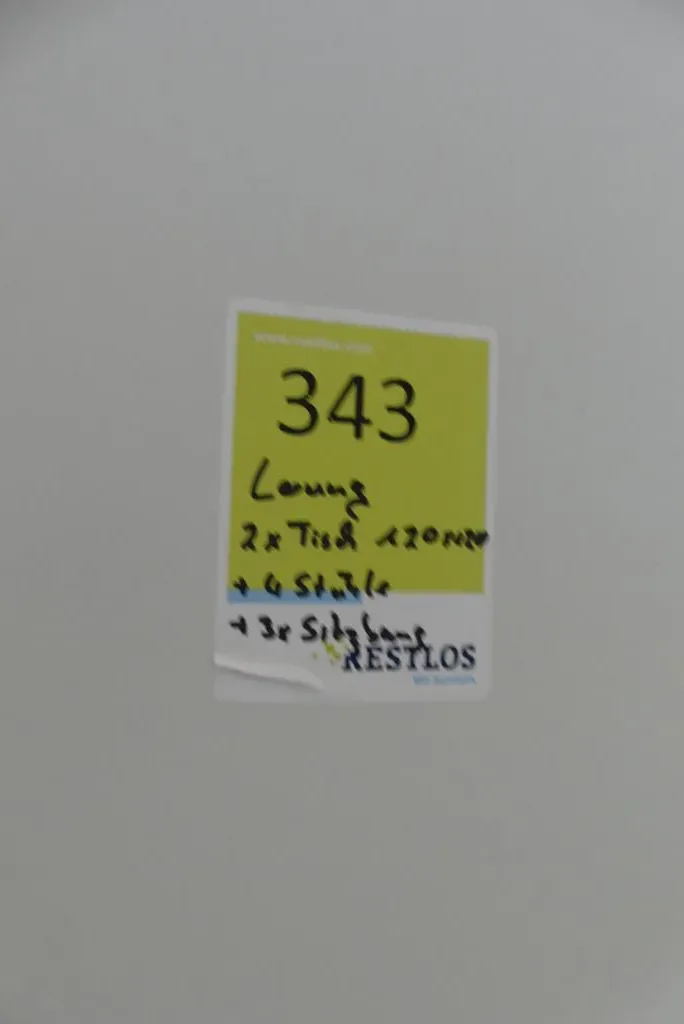 343
Loung
2x Tisch 120x120
+ 4 Stühle
+ 3x Sitzbank
RESTLOS